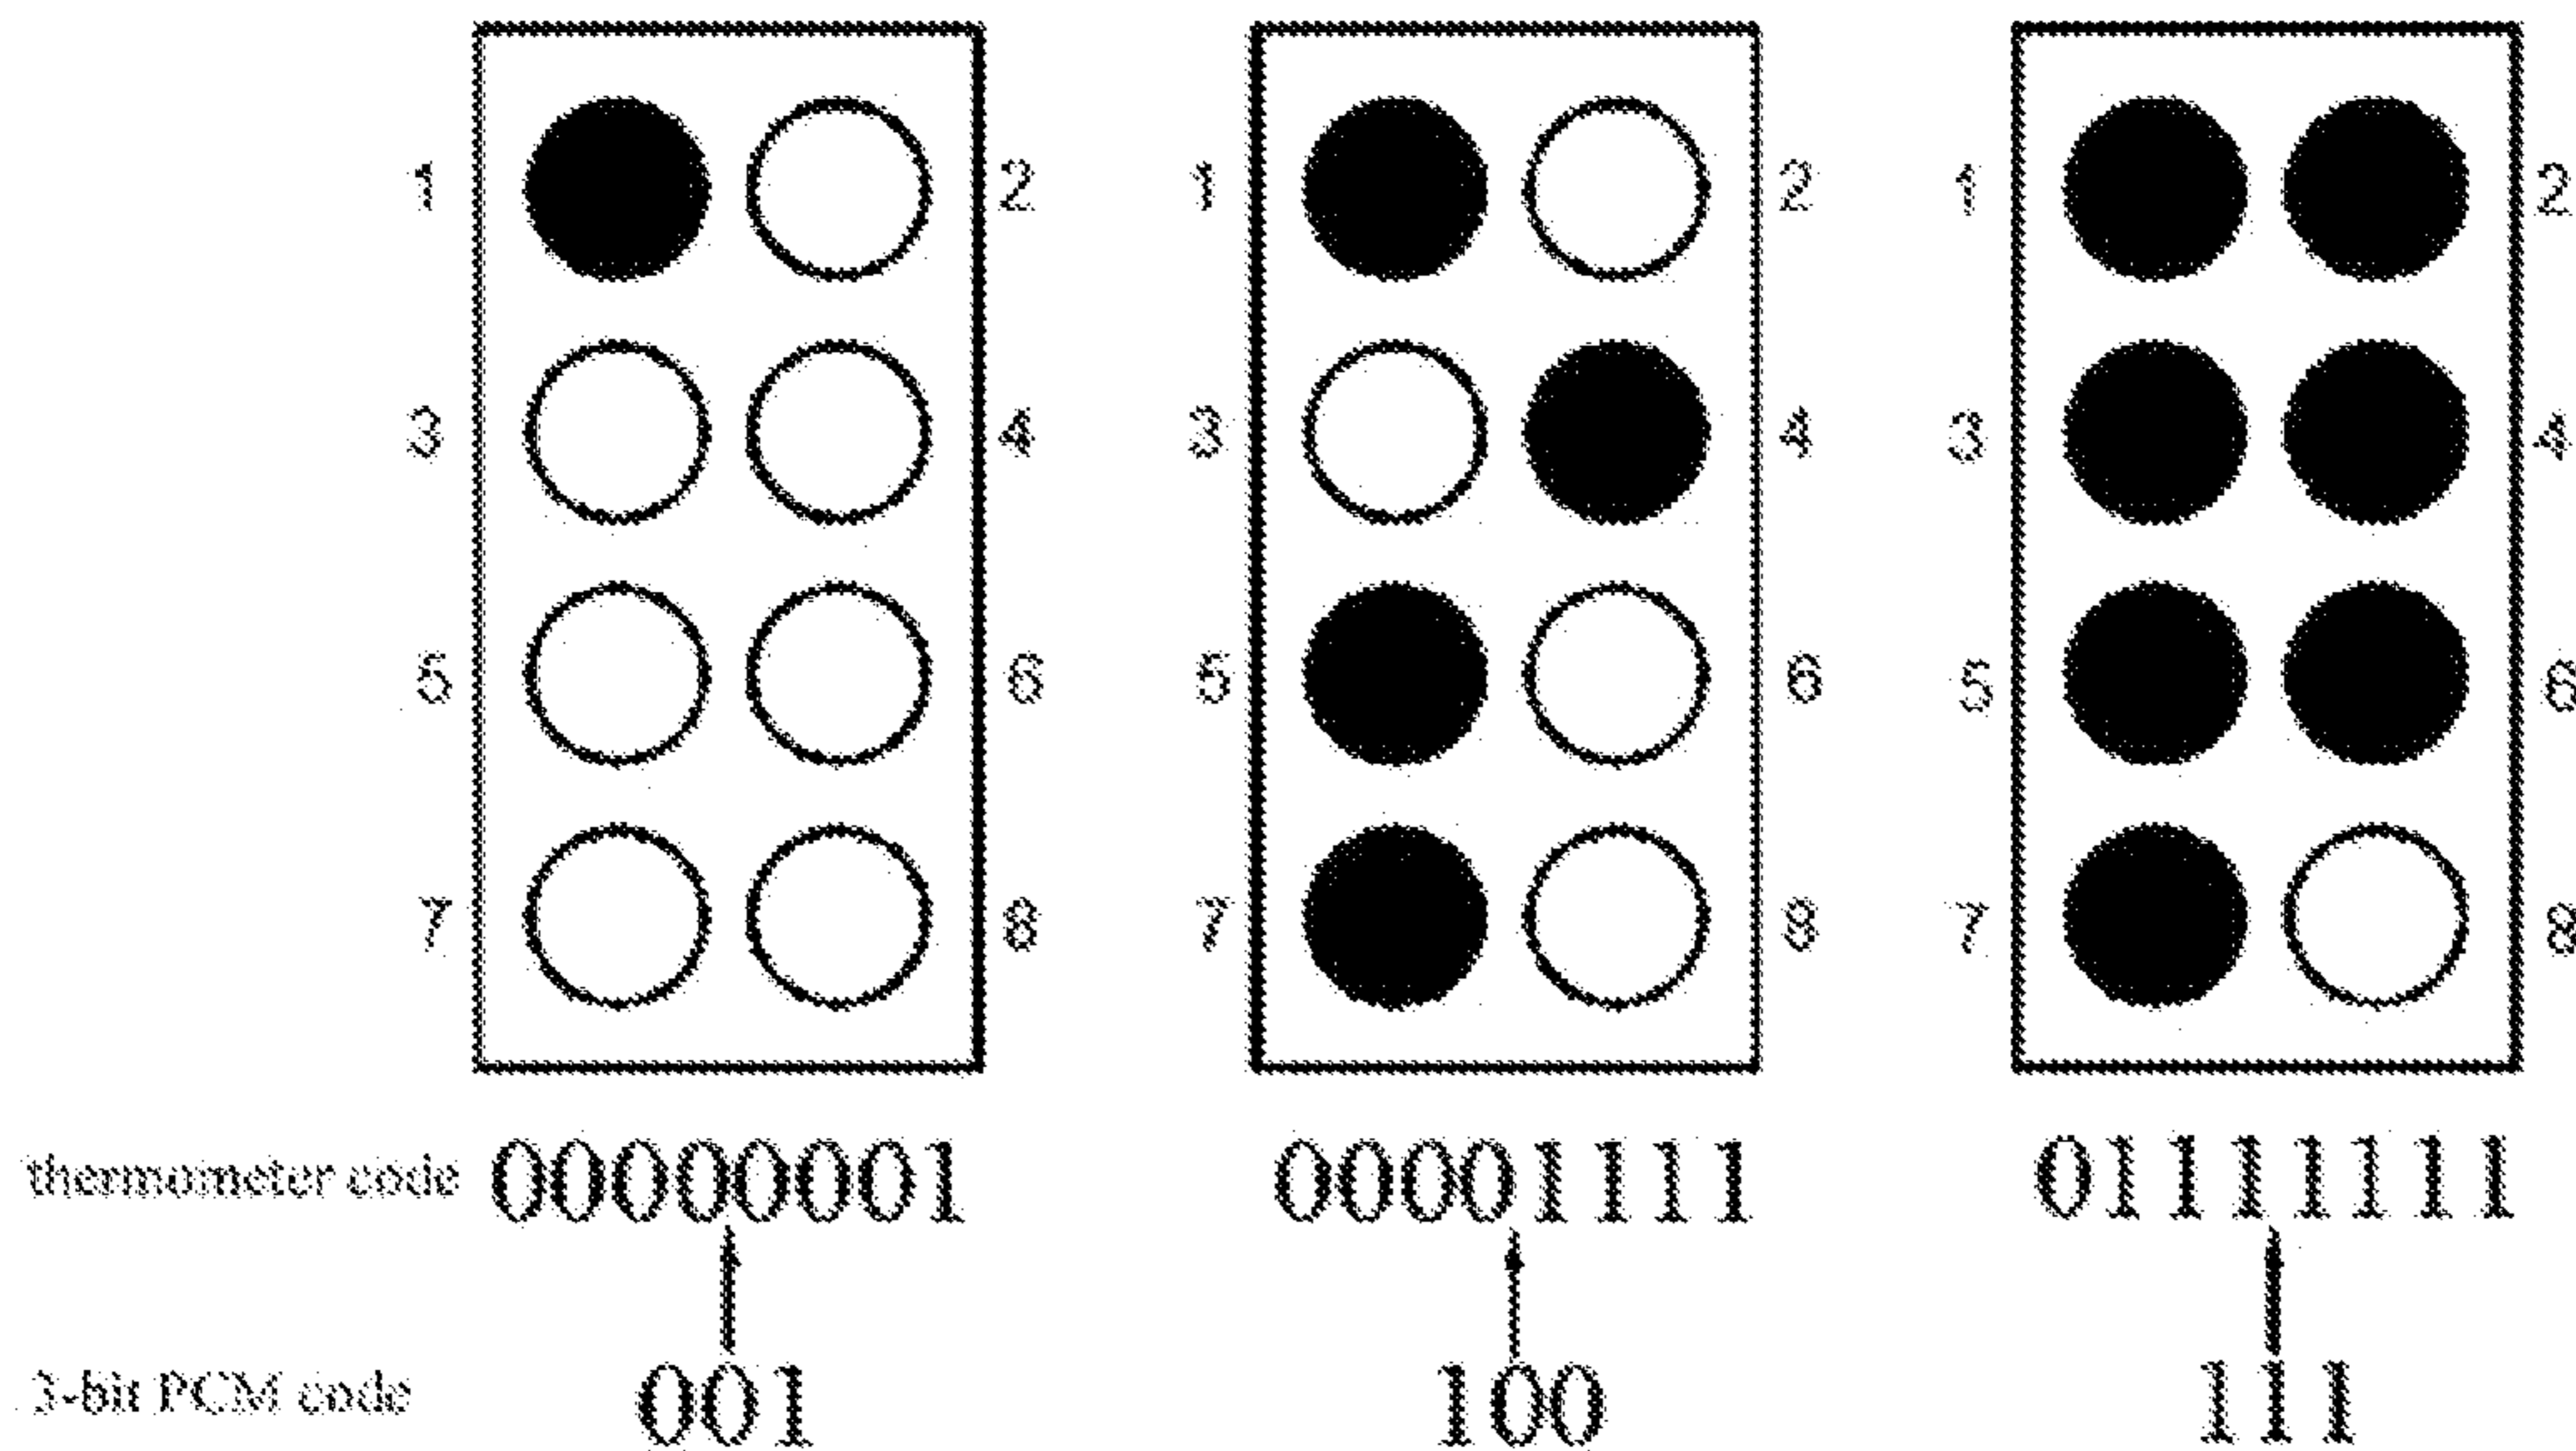 1 2 1 2 1 2
3 4 3 4 3 4
5 6 5 6 5 6
7 8 7 8 7 8
thermometer code 00000001 00001111 01111111
3-bit PCM code 001 100 111